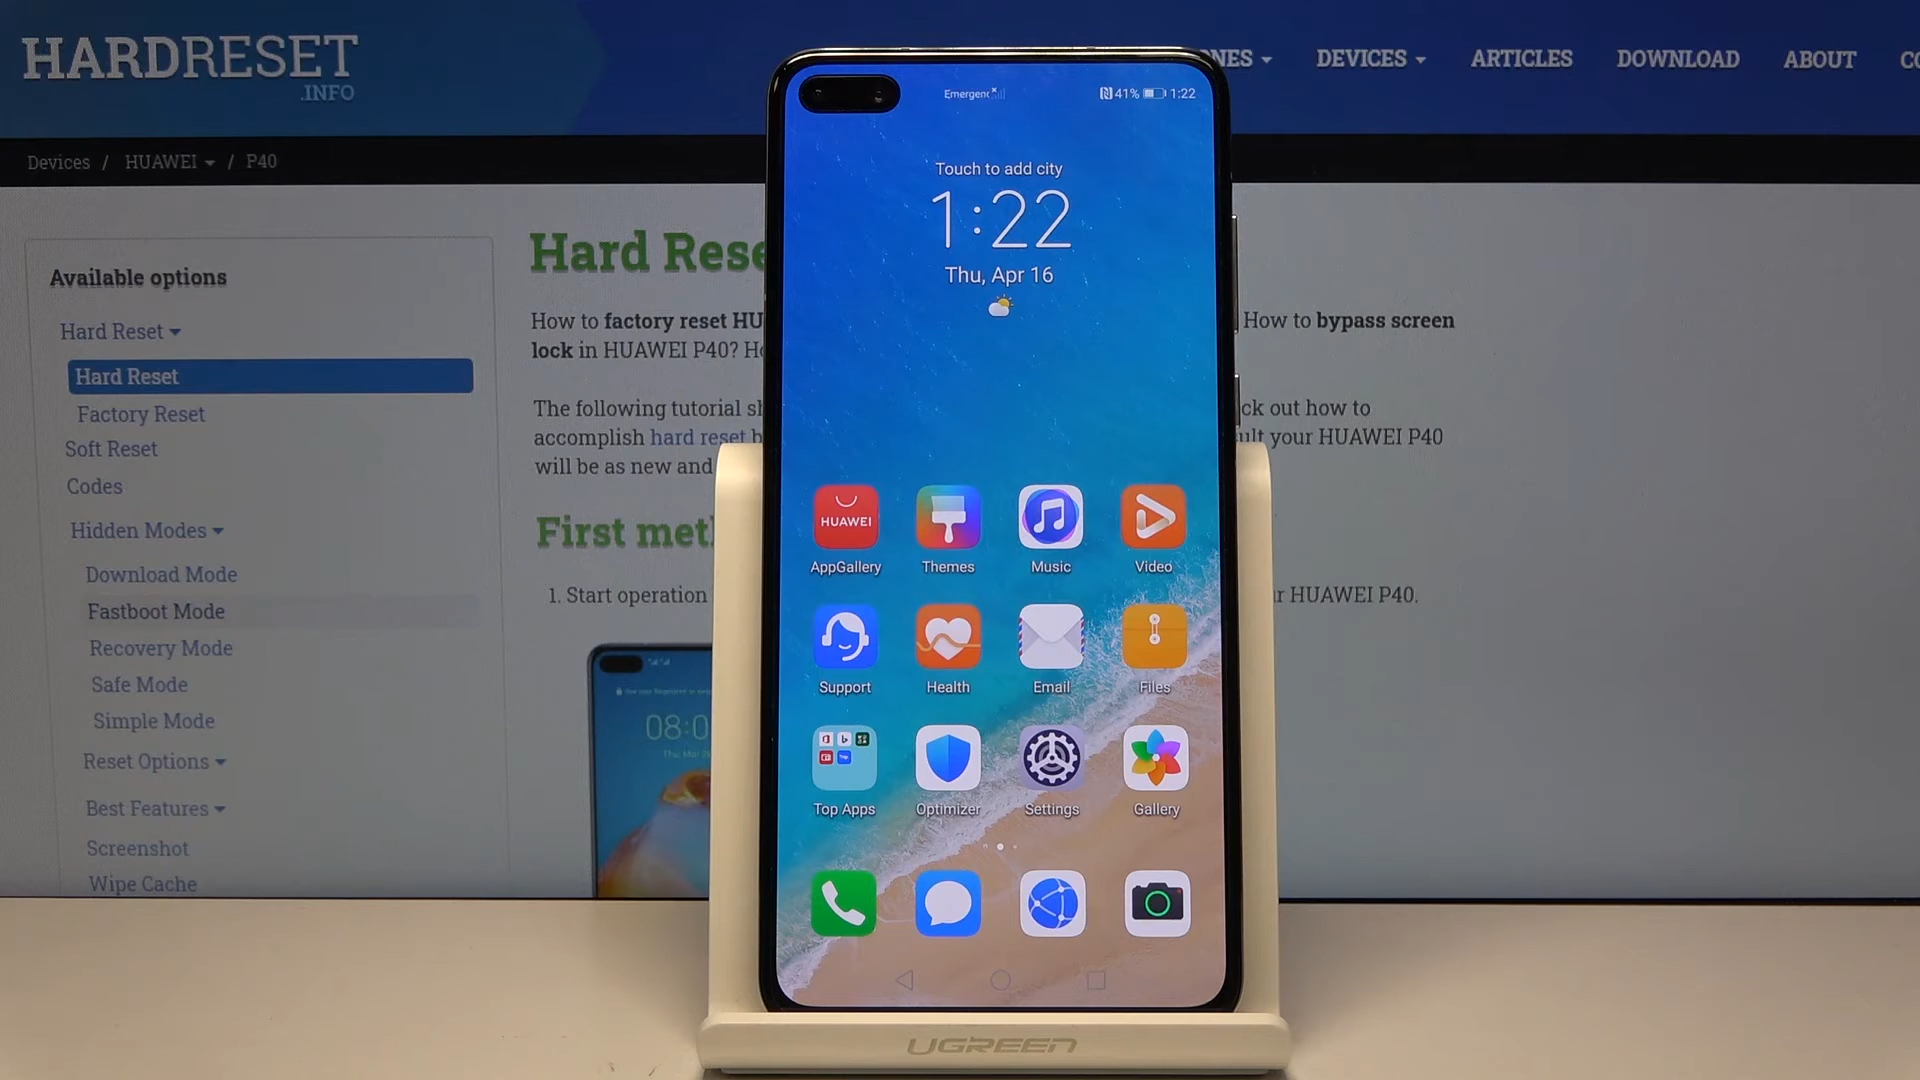 HARDRESET
.INFO
DEVICES
ARTICLES
DOWNLOAD
ABOUT
Devices / HUAWEI / P40
Available options
Hard Reset
Hard Reset
Factory Reset
Soft Reset
Codes
Hidden Modes
Download Mode
Fastboot Mode
Recovery Mode
Safe Mode
Simple Mode
Reset Options
Best Features
Screenshot
Wipe Cache
Hard Rese
How to factory reset HU
How to bypass screen
lock in HUAWEI P40?
The following tutorial
ck out how to
accomplish hard reset
ult your HUAWEI P40
will be as new and
First met
1. Start operation
r HUAWEI P40.
08:0
Emergenc
41% 1:22
Touch to add city
1:22
Thu, Apr 16
HUAWEI
AppGallery Themes Music Video
Support Health Email Files
Top Apps Optimizer Settings Gallery
UGREEN